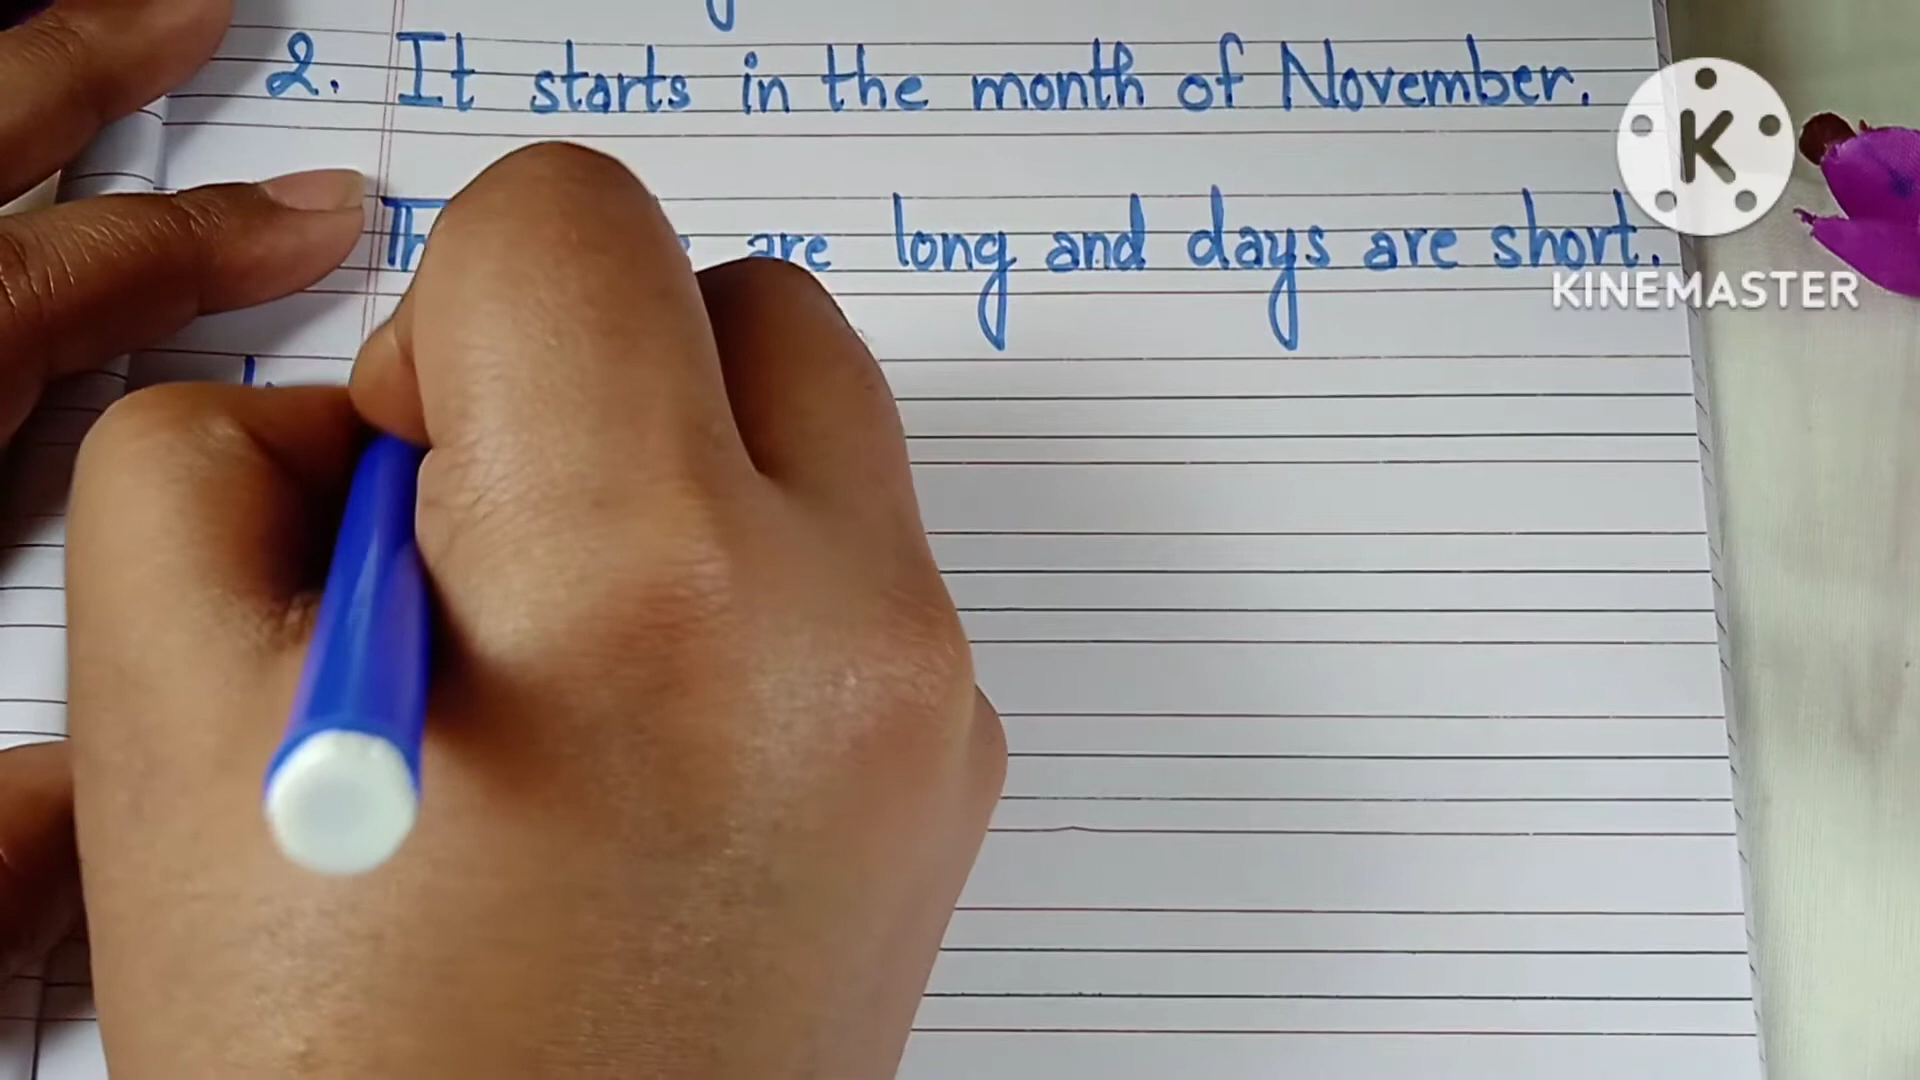 2. It starts in the month of November.
are long and days are short.
K
KINEMASTER